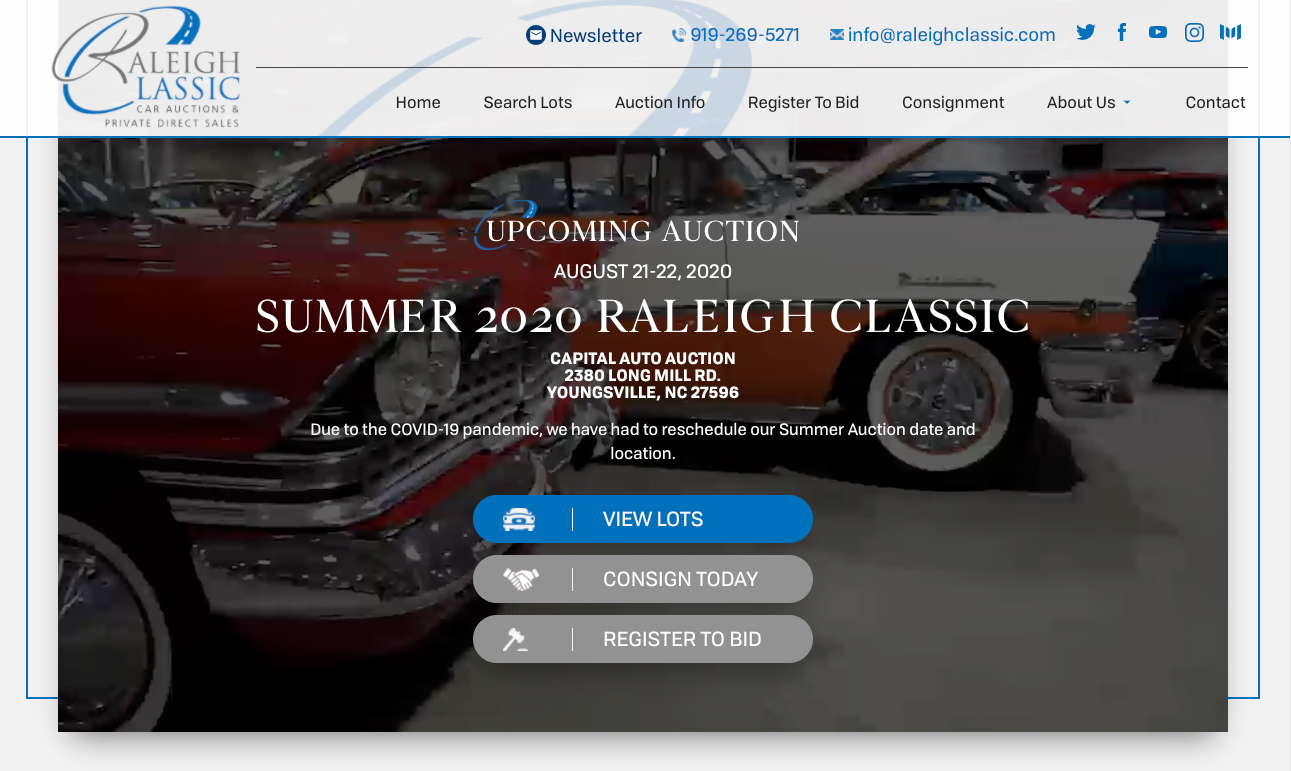 RALEIGH
CLASSIC
CAR AUCTIONS &
PRIVATE DIRECT SALES
Newsletter
919-269-5271
info@raleighclassic.com
Home
Search Lots
Auction Info
Register To Bid
Consignment
About Us
Contact
UPCOMING AUCTION
AUGUST 21-22, 2020
SUMMER 2020 RALEIGH CLASSIC
CAPITAL AUTO AUCTION
2380 LONG MILL RD.
YOUNGSVILLE, NC 27596
Due to the COVID-19 pandemic, we have had to reschedule our Summer Auction date and
location.
VIEW LOTS
CONSIGN TODAY
REGISTER TO BID